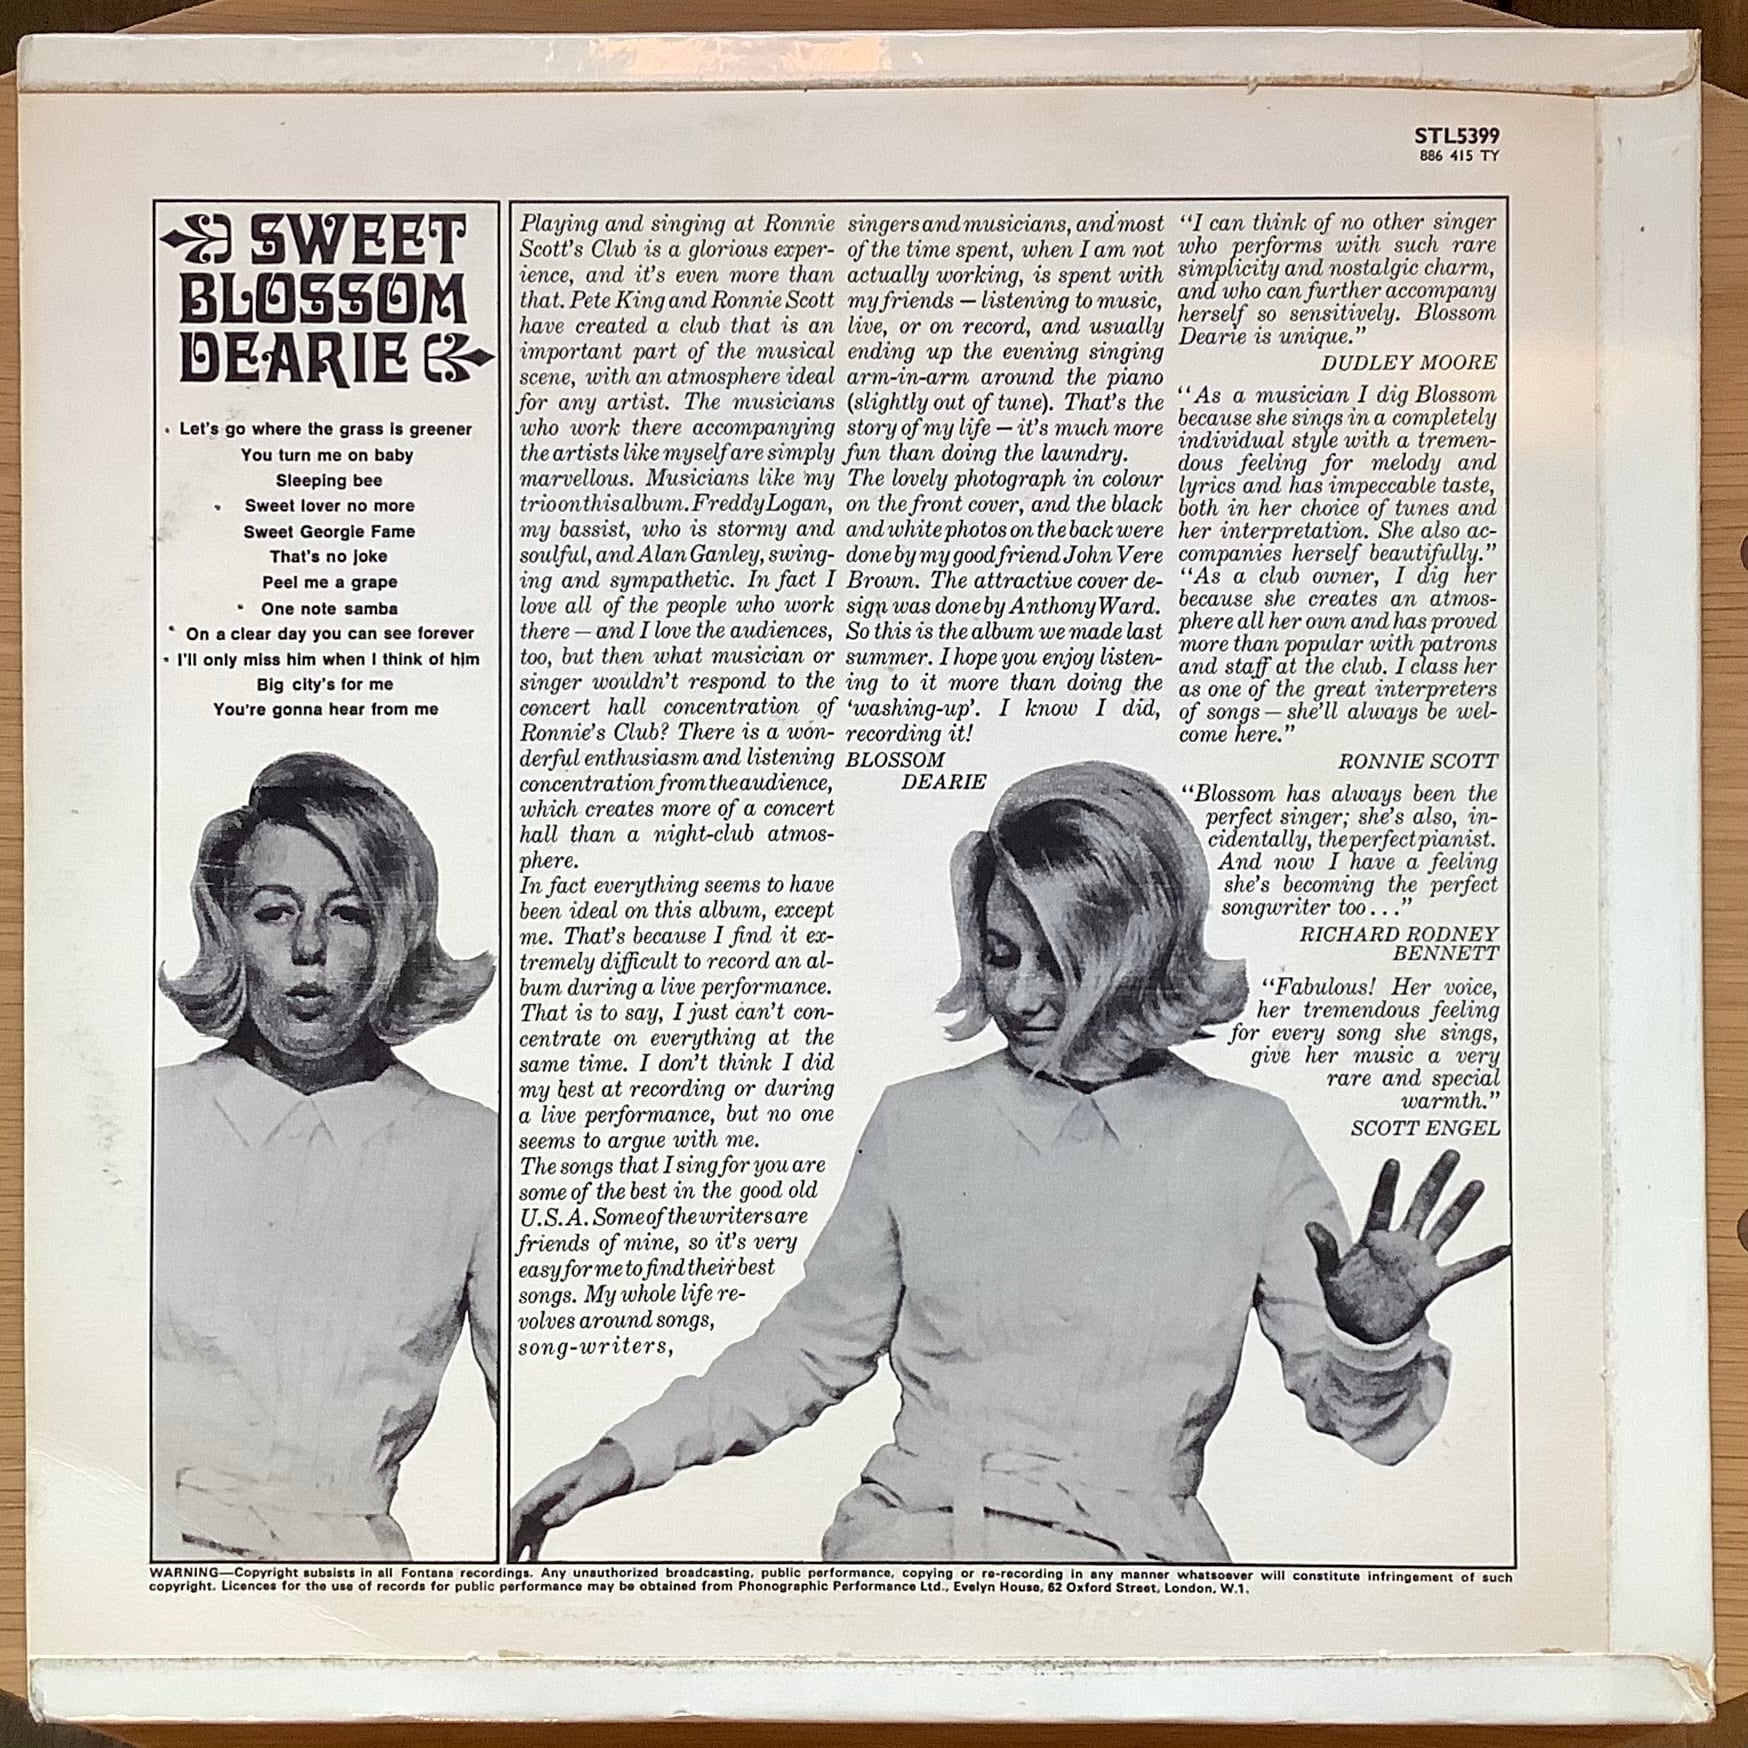 STL5399
886 415 TY
SWEET
BLOSSOM
DEARIE
Let's go where the grass is greener
You turn me on baby
Sleeping bee
Sweet lover no more
Sweet Georgie Fame
That's no joke
Peel me a grape
One note samba
On a clear day you can see forever
I'll only miss him when I think of him
Big city's for me
You're gonna hear from me
Playing and singing at Ronnie
Scott's Club is a glorious exper-
ience, and it's even more than
that. Pete King and Ronnie Scott
have created a club that is an
important part of the musical
scene, with an atmosphere ideal
for any artist. The musicians
who work there accompanying
the artists like myself are simply
marvellous. Musicians like my
trio on this album. Freddy Logan,
my bassist, who is stormy and
soulful, and Alan Ganley, swing-
ing and sympathetic. In fact I
love all of the people who work
there — and I love the audiences,
too, but then what musician or
singer wouldn't respond to the
concert hall concentration of
Ronnie's Club? There is a won-
derful enthusiasm and listening
concentration from the audience,
which creates more of a concert
hall than a night-club atmos-
phere.
In fact everything seems to have
been ideal on this album, except
me. That's because I find it ex-
tremely difficult to record an al-
bum during a live performance.
That is to say, I just can't con-
centrate on everything at the
same time. I don't think I did
my best at recording or during
a live performance, but no one
seems to argue with me.
The songs that I sing for you are
some of the best in the good old
U.S.A. Some of the writers are
friends of mine, so it's very
easy for me to find their best
songs. My whole life re-
volves around songs,
song-writers,
singers and musicians, and most
of the time spent, when I am not
actually working, is spent with
my friends — listening to music,
live, or on record, and usually
ending up the evening singing
arm-in-arm around the piano
(slightly out of tune). That's the
story of my life — it's much more
fun than doing the laundry.
The lovely photograph in colour
on the front cover, and the black
and white photos on the back were
done by my good friend John Vere
Brown. The attractive cover de-
sign was done by Anthony Ward.
So this is the album we made last
summer. I hope you enjoy listen-
ing to it more than doing the
'washing-up'. I know I did,
recording it!
BLOSSOM
DEARIE
"I can think of no other singer
who performs with such rare
simplicity and nostalgic charm,
and who can further accompany
herself so sensitively. Blossom
Dearie is unique."
DUDLEY MOORE
"As a musician I dig Blossom
because she sings in a completely
individual style with a tremen-
dous feeling for melody and
lyrics and has impeccable taste,
both in her choice of tunes and
her interpretation. She also ac-
companies herself beautifully."
"As a club owner, I dig her
because she creates an atmos-
phere all her own and has proved
more than popular with patrons
and staff at the club. I class her
as one of the great interpreters
of songs — she'll always be wel-
come here."
RONNIE SCOTT
"Blossom has always been the
perfect singer; she's also, in-
cidentally, the perfect pianist.
And now I have a feeling
she's becoming the perfect
songwriter too..."
RICHARD RODNEY
BENNETT
"Fabulous! Her voice,
her tremendous feeling
for every song she sings,
give her music a very
rare and special
warmth."
SCOTT ENGEL
WARNING—Copyright subsists in all Fontana recordings. Any unauthorized broadcasting, public performance, copying or re-recording in any manner whatsoever will constitute infringement of such
copyright. Licences for the use of records for public performance may be obtained from Phonographic Performance Ltd., Evelyn House, 62 Oxford Street, London, W.1.